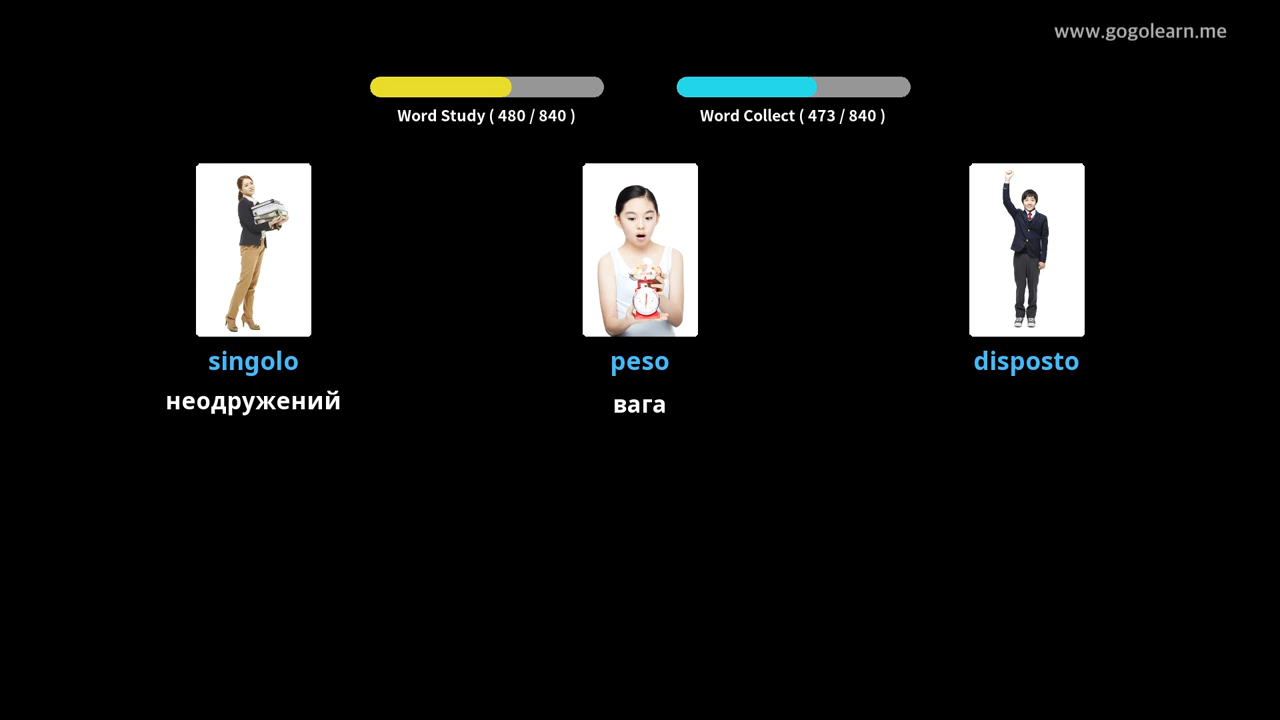 www.gogolearn.me
Word Study ( 480 / 840 )
Word Collect ( 473 / 840 )
singolo
peso
disposto
неодружений
вага